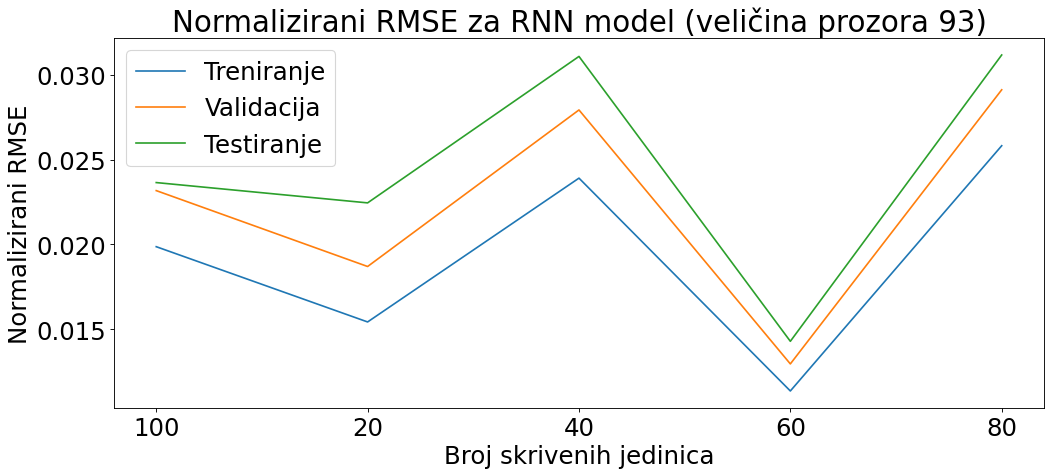 Normalizirani RMSE za RNN model (veličina prozora 93)
Treniranje
Validacija
Testiranje
Normalizirani RMSE
0.030
0.025
0.020
0.015
100 20 40 60 80
Broj skrivenih jedinica